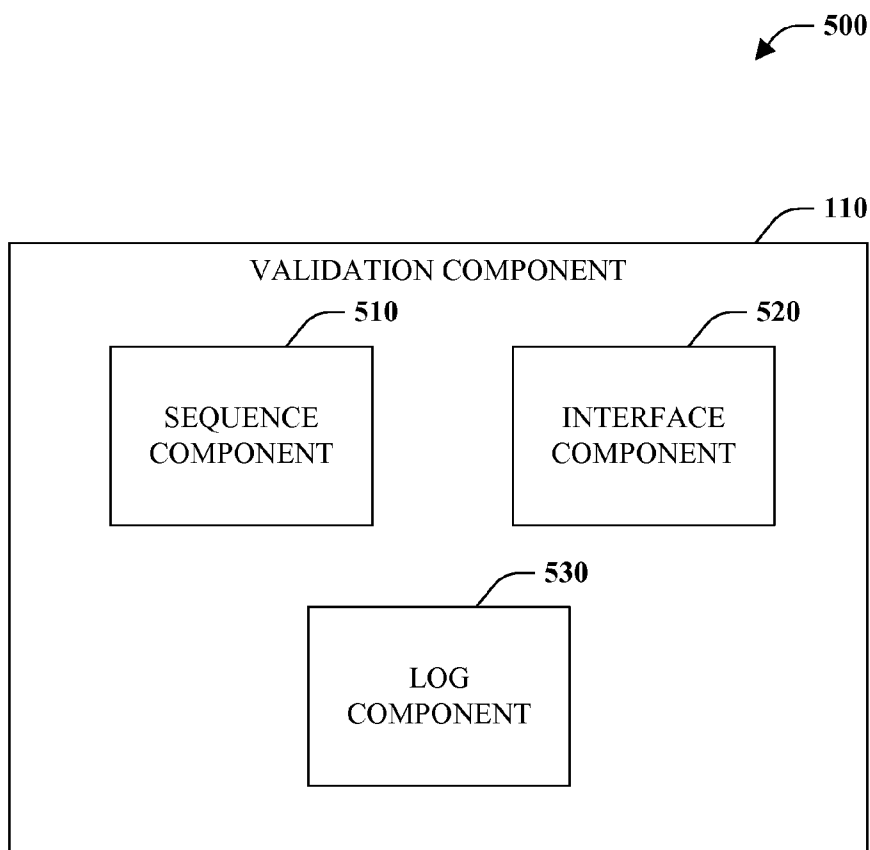 500
110
VALIDATION COMPONENT
510
520
SEQUENCE
COMPONENT
INTERFACE
COMPONENT
530
LOG
COMPONENT